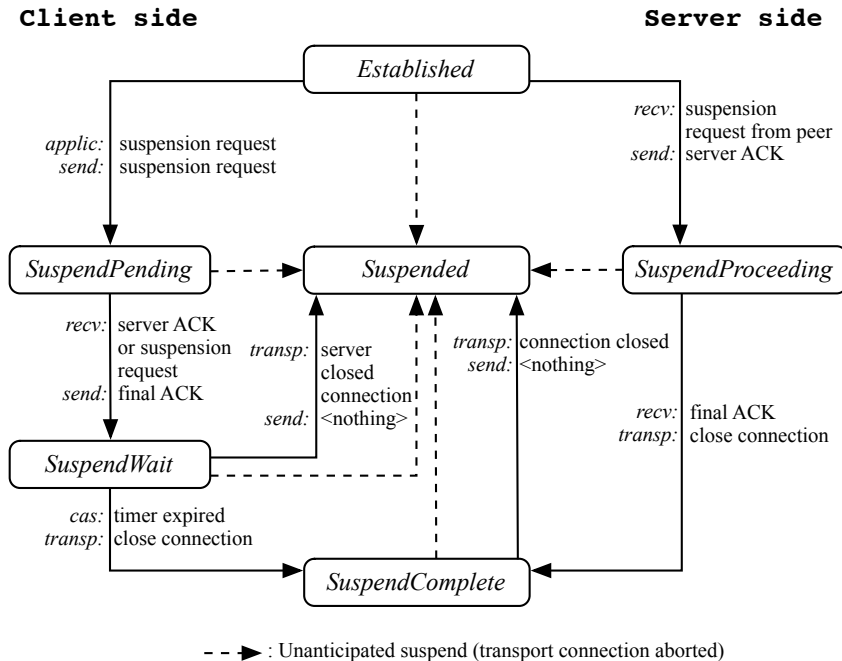 Client side
Server side
Established
applic: suspension request
send: suspension request
recv: suspension
request from peer
send: server ACK
SuspendPending
Suspended
SuspendProceeding
recv: server ACK
or suspension
request
send: final ACK
transp: server
closed
connection
send: <nothing>
transp: connection closed
send: <nothing>
recv: final ACK
transp: close connection
SuspendWait
cas: timer expired
transp: close connection
SuspendComplete
: Unanticipated suspend (transport connection aborted)